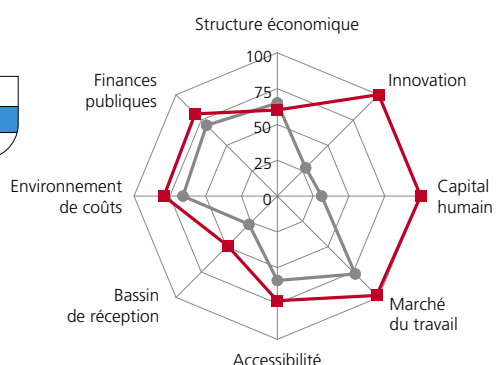 Structure économique
100
75
50
25
0
Innovation
Capital
humain
Marché
du travail
Accessibilité
Bassin
de réception
Environnement
de coûts
Finances
publiques